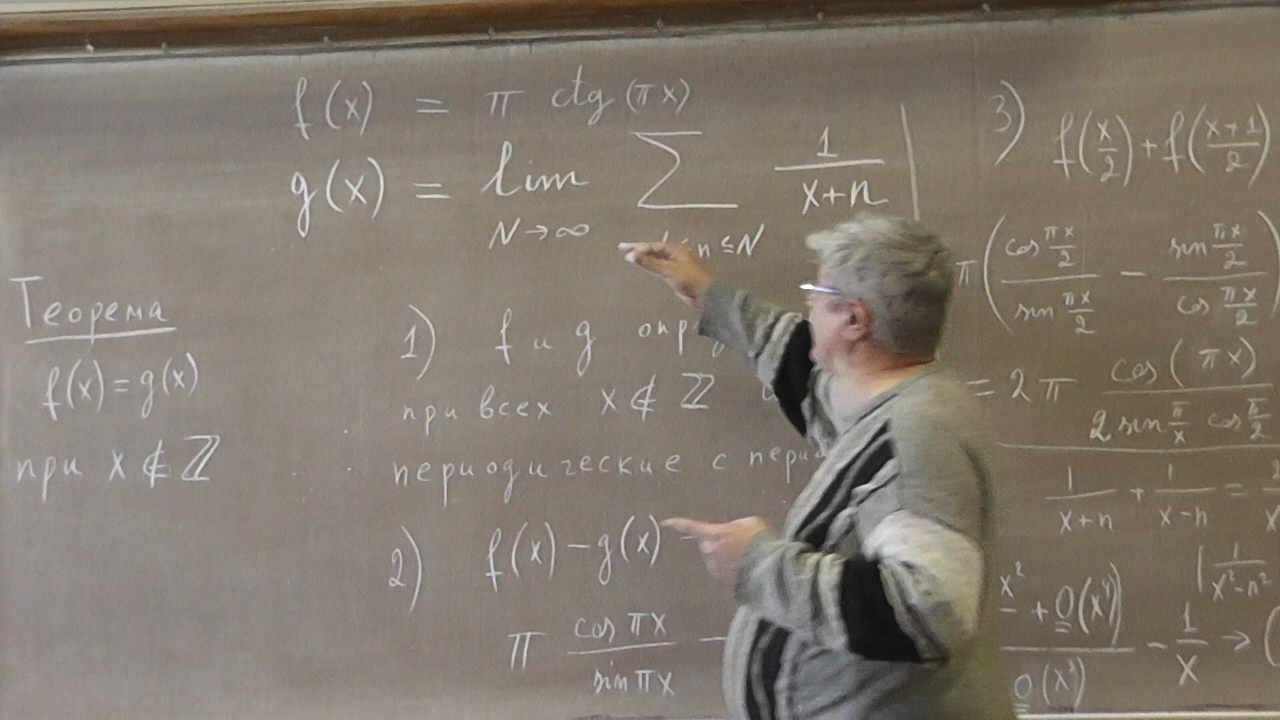 f(x) = π ctg (πx)
g(x) = lim N→∞ ∑ n ≤ N 1/(x+n)
Теорема
f(x) = g(x)
при x ∉ ℤ
1) f и g опр
при всех x ∉ ℤ
периодические с пери
2) f(x) − g(x) −
π cos πx / sin πx −
3) f(x/2) + f((x+1)/2)
π( cos πx/2 / sin πx/2 − sin πx/2 / cos πx/2 )
= 2π cos(πx) / 2 sin π/x cos π/2
1/(x+n) + 1/(x−n) =
| 1/(x²−n²)
x² + O(x⁴) / O(x³) − 1/x →